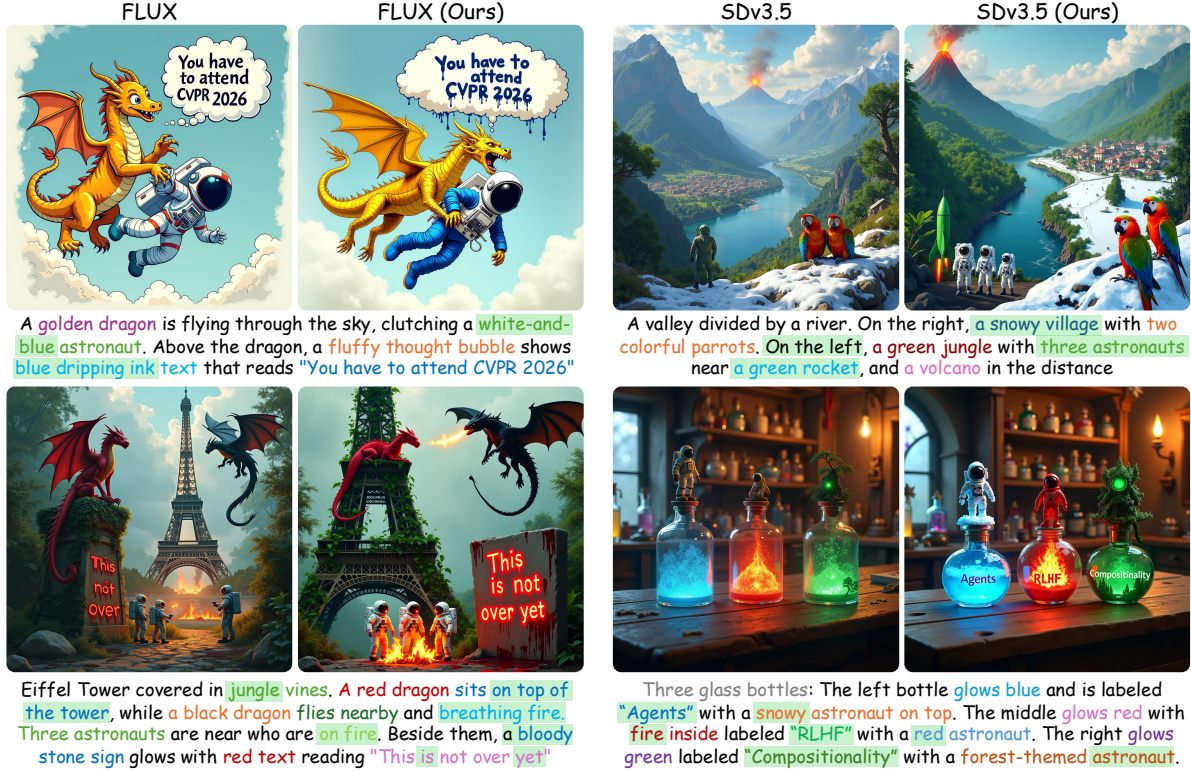 FLUX
FLUX (Ours)
SDv3.5
SDv3.5 (Ours)
You have
to attend
CVPR 2026
You have to
attend
CVPR 2026
A golden dragon is flying through the sky, clutching a white-and-
blue astronaut. Above the dragon, a fluffy thought bubble shows
blue dripping ink text that reads "You have to attend CVPR 2026"
A valley divided by a river. On the right, a snowy village with two
colorful parrots. On the left, a green jungle with three astronauts
near a green rocket, and a volcano in the distance
This
not
over
This
is not
over yet
Agents
RLHF
Compositionality
Eiffel Tower covered in jungle vines. A red dragon sits on top of
the tower, while a black dragon flies nearby and breathing fire.
Three astronauts are near who are on fire. Beside them, a bloody
stone sign glows with red text reading "This is not over yet"
Three glass bottles: The left bottle glows blue and is labeled
“Agents” with a snowy astronaut on top. The middle glows red with
fire inside labeled “RLHF” with a red astronaut. The right glows
green labeled “Compositionality” with a forest-themed astronaut.